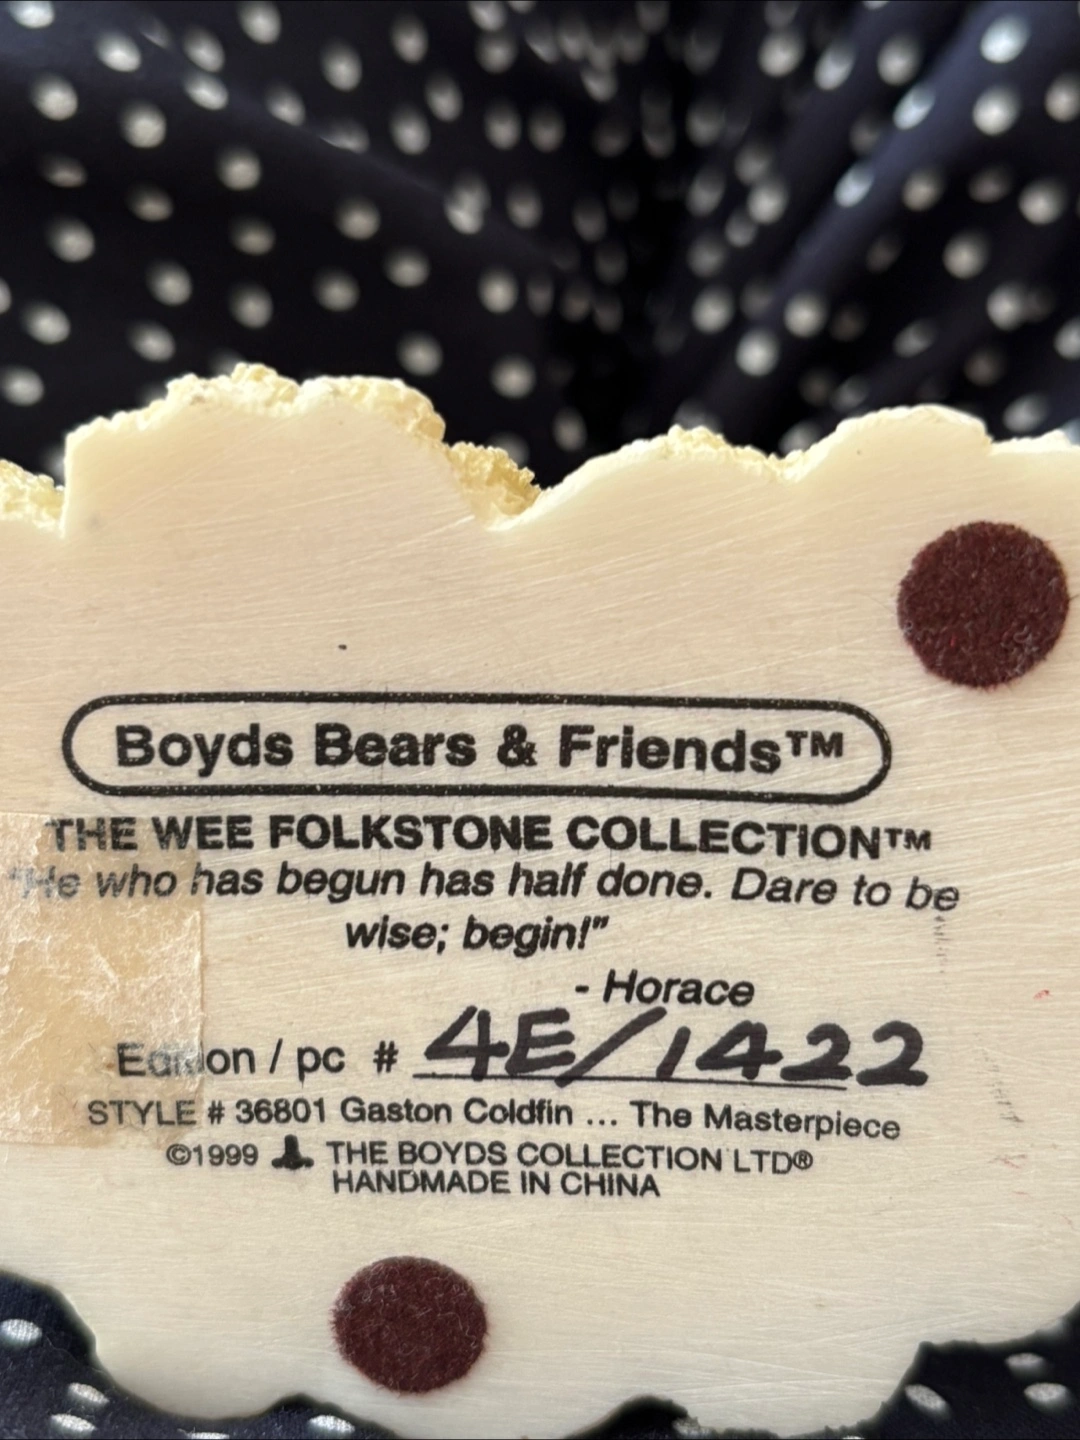 Boyds Bears & Friends™
THE WEE FOLKSTONE COLLECTION™
"He who has begun has half done. Dare to be
wise; begin!"
- Horace
Edition / pc # 4E/1422
STYLE # 36801 Gaston Coldfin ... The Masterpiece
©1999 THE BOYDS COLLECTION LTD®
HANDMADE IN CHINA